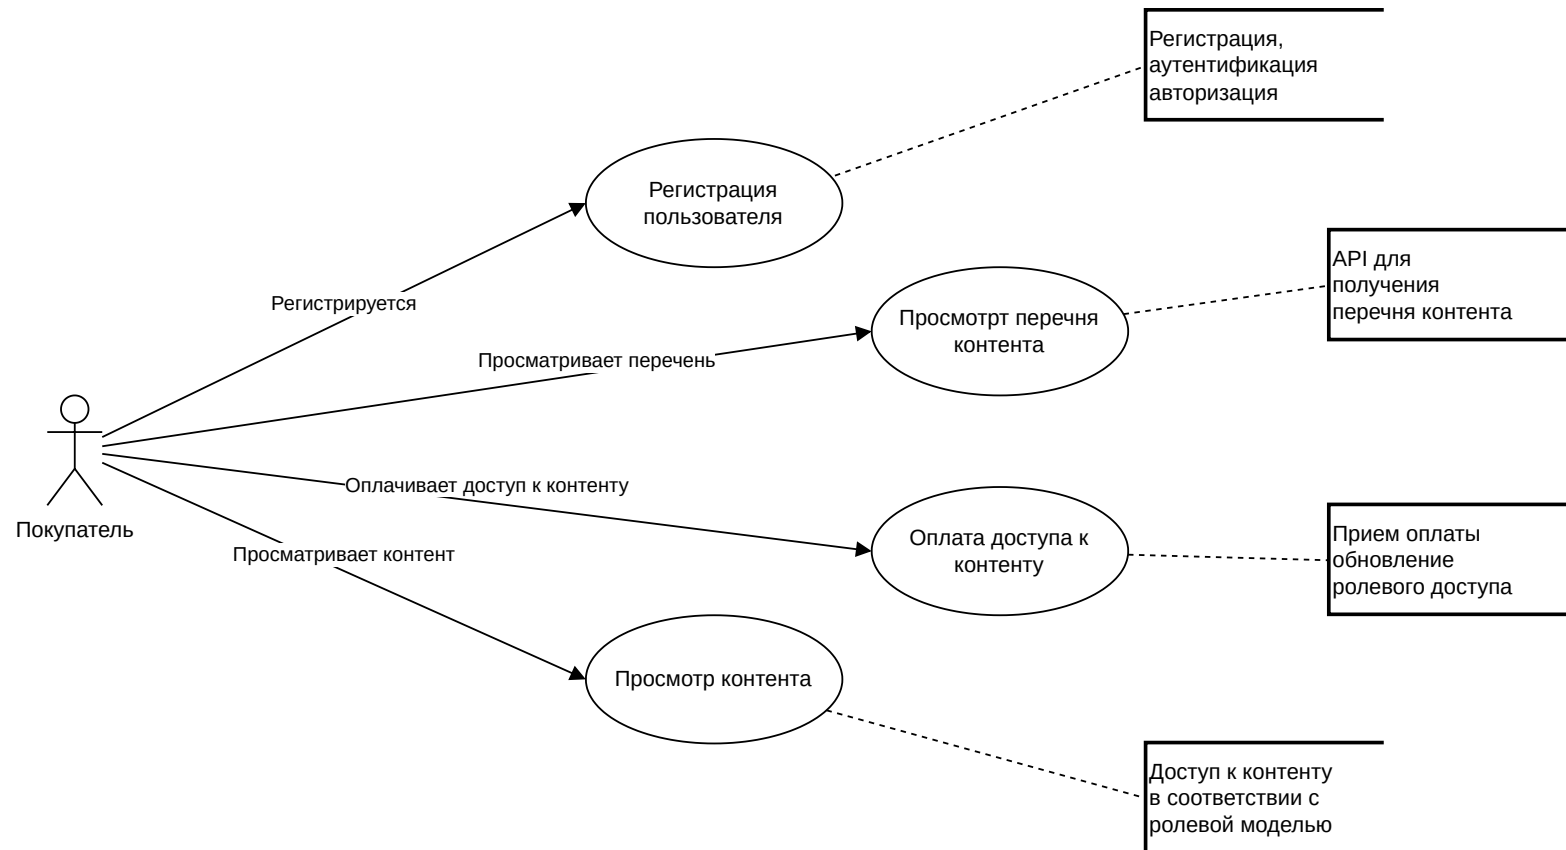 Регистрация,
аутентификация
авторизация
Регистрация
пользователя
API для
получения
перечня контента
Регистрируется
Просмотрт перечня
контента
Просматривает перечень
Оплачивает доступ к контенту
Покупатель
Просматривает контент
Оплата доступа к
контенту
Прием оплаты
обновление
ролевого доступа
Просмотр контента
Доступ к контенту
в соответствии с
ролевой моделью